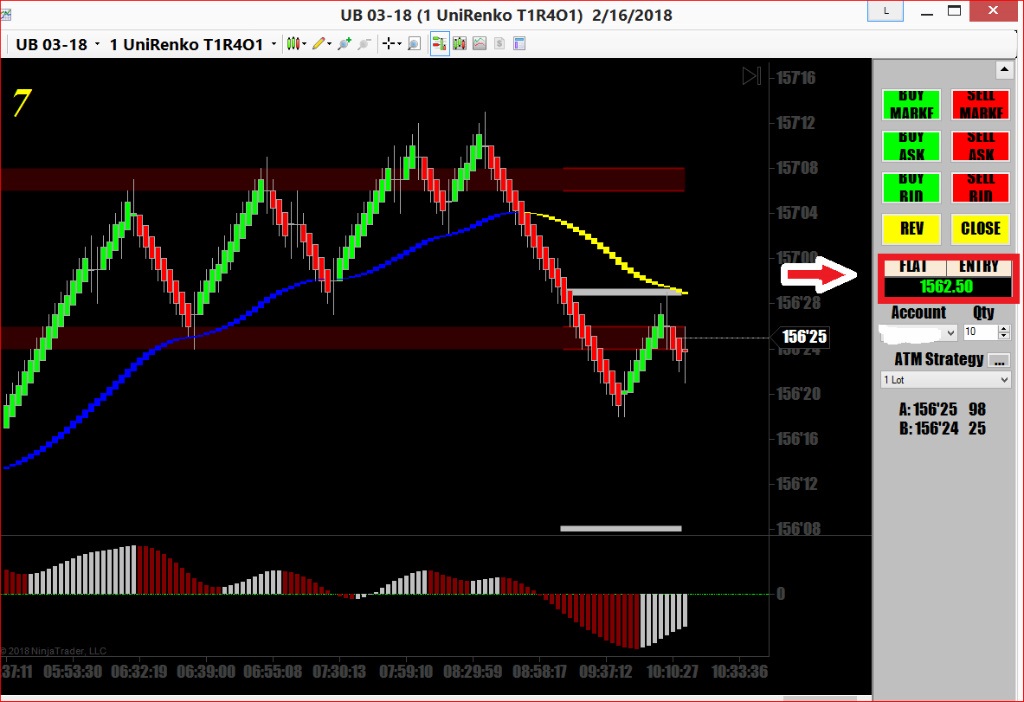 UB 03-18 (1 UniRenko T1R4O1) 2/16/2018
L
UB 03-18 1 UniRenko T1R4O1
7
157'16
157'12
157'08
157'04
157'00
156'28
156'25
156'24
156'20
156'16
156'12
156'08
0
© 2018 NinjaTrader, LLC
37:11 05:53:30 06:32:19 06:39:00 06:55:08 07:30:13 07:59:10 08:29:59 08:58:17 09:37:12 10:10:27 10:33:36
BUY MARKE SELL MARKE
BUY ASK SELL ASK
BUY BID SELL BID
REV CLOSE
FLAT ENTRY
1562.50
Account Qty
10
ATM Strategy ...
1 Lot
A: 156'25 98
B: 156'24 25